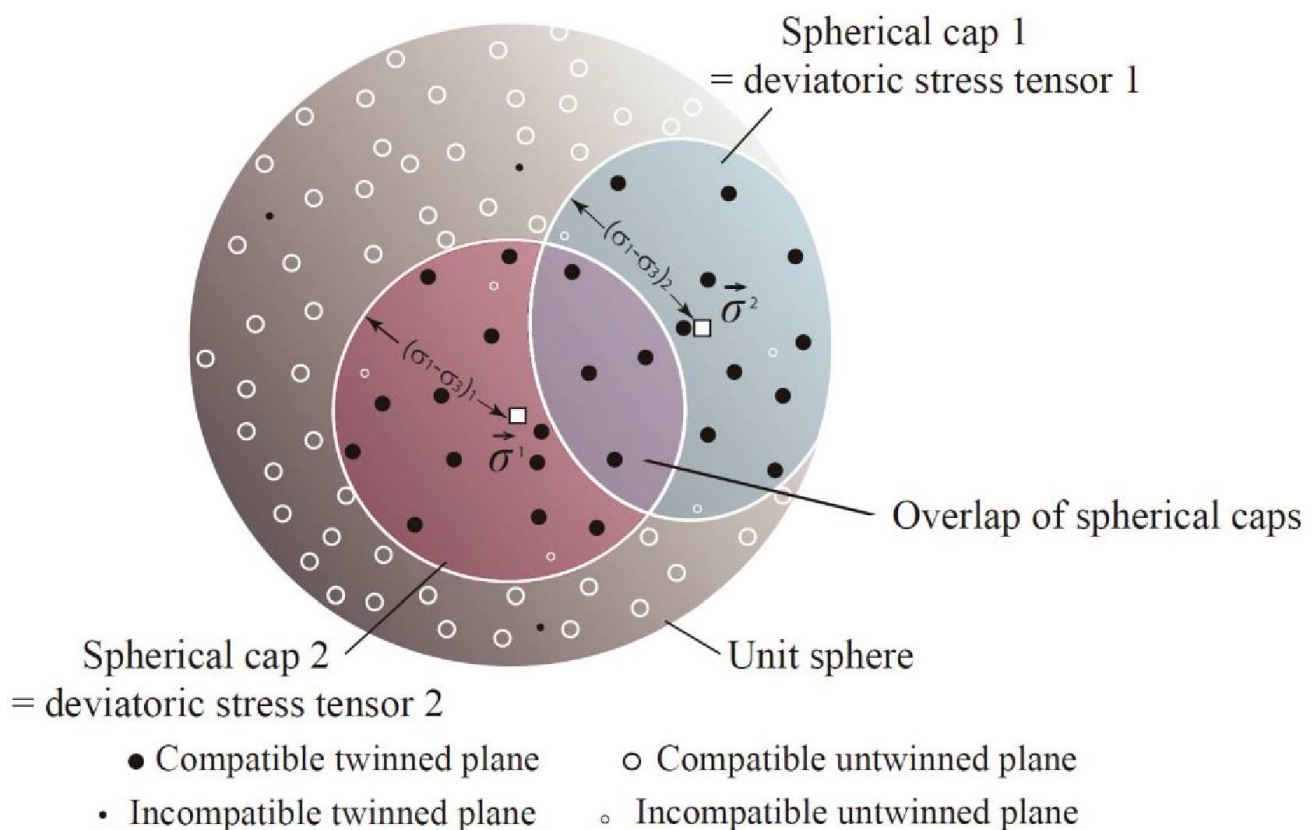 Spherical cap 1
= deviatoric stress tensor 1
(σ₁-σ₃)₂
σ⃗ ²
(σ₁-σ₃)₁
σ⃗ ¹
Overlap of spherical caps
Spherical cap 2
= deviatoric stress tensor 2
Unit sphere
Compatible twinned plane
Compatible untwinned plane
Incompatible twinned plane
Incompatible untwinned plane